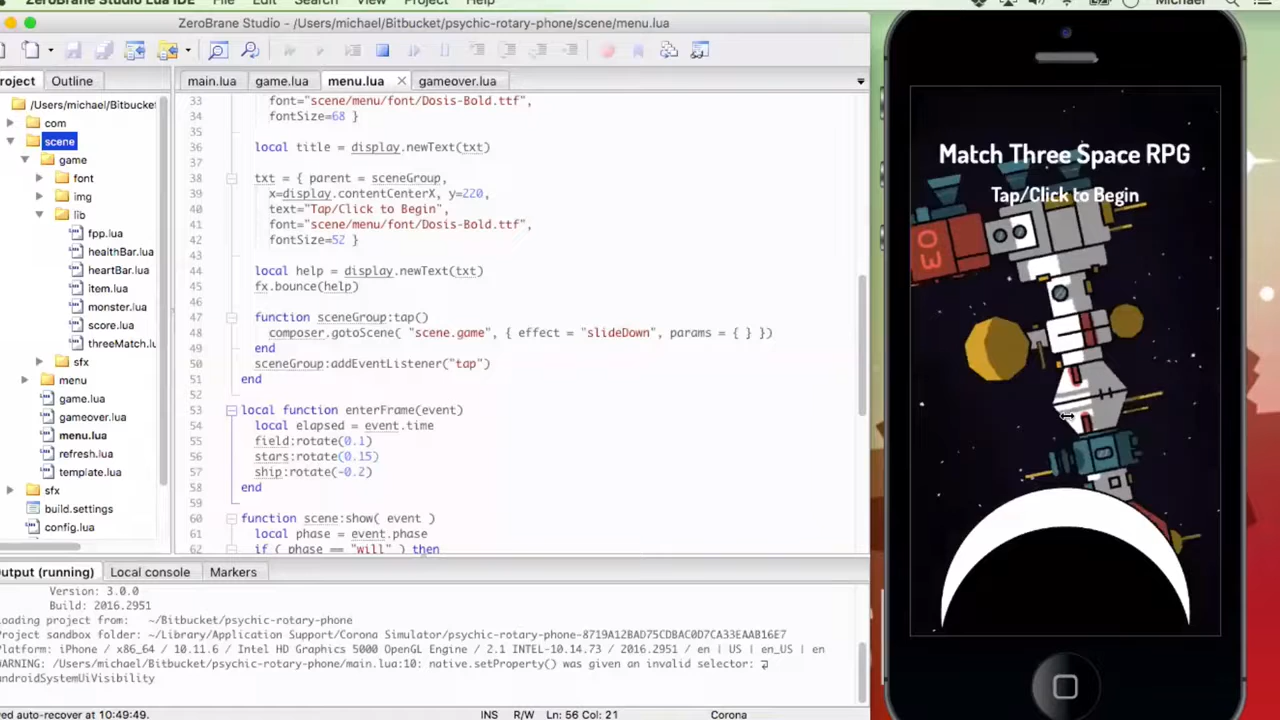 ZeroBrane Studio Lua IDE File Edit Search View Project Help Michael
ZeroBrane Studio - /Users/michael/Bitbucket/psychic-rotary-phone/scene/menu.lua
roject Outline
main.lua game.lua menu.lua gameover.lua
/Users/michael/Bitbucket
com
scene
game
font
img
lib
fpp.lua
healthBar.lua
heartBar.lua
item.lua
monster.lua
score.lua
threeMatch.lu
sfx
menu
game.lua
gameover.lua
menu.lua
refresh.lua
template.lua
sfx
build.settings
config.lua
33 font="scene/menu/font/Dosis-Bold.ttf",
34 fontSize=68 }
35
36 local title = display.newText(txt)
37
38 txt = { parent = sceneGroup,
39 x=display.contentCenterX, y=220,
40 text="Tap/Click to Begin",
41 font="scene/menu/font/Dosis-Bold.ttf",
42 fontSize=52 }
43
44 local help = display.newText(txt)
45 fx.bounce(help)
46
47 function sceneGroup:tap()
48 composer.gotoScene( "scene.game", { effect = "slideDown", params = { } })
49 end
50 sceneGroup:addEventListener("tap")
51 end
52
53 local function enterFrame(event)
54 local elapsed = event.time
55 field:rotate(0.1)
56 stars:rotate(0.15)
57 ship:rotate(-0.2)
58 end
59
60 function scene:show( event )
61 local phase = event.phase
62 if ( phase == "will" ) then
utput (running) Local console Markers
Version: 3.0.0
Build: 2016.2951
oading project from: ~/Bitbucket/psychic-rotary-phone
roject sandbox folder: ~/Library/Application Support/Corona Simulator/psychic-rotary-phone-8719A12BAD75CDBAC0D7CA33EAAB16E7
latform: iPhone / x86_64 / 10.11.6 / Intel HD Graphics 5000 OpenGL Engine / 2.1 INTEL-10.14.73 / 2016.2951 / en | US | en_US | en
ARNING: /Users/michael/Bitbucket/psychic-rotary-phone/main.lua:10: native.setProperty() was given an invalid selector:
ndroidSystemUiVisibility
ed auto-recover at 10:49:49. INS R/W Ln: 56 Col: 21 Corona
Match Three Space RPG
Tap/Click to Begin
03